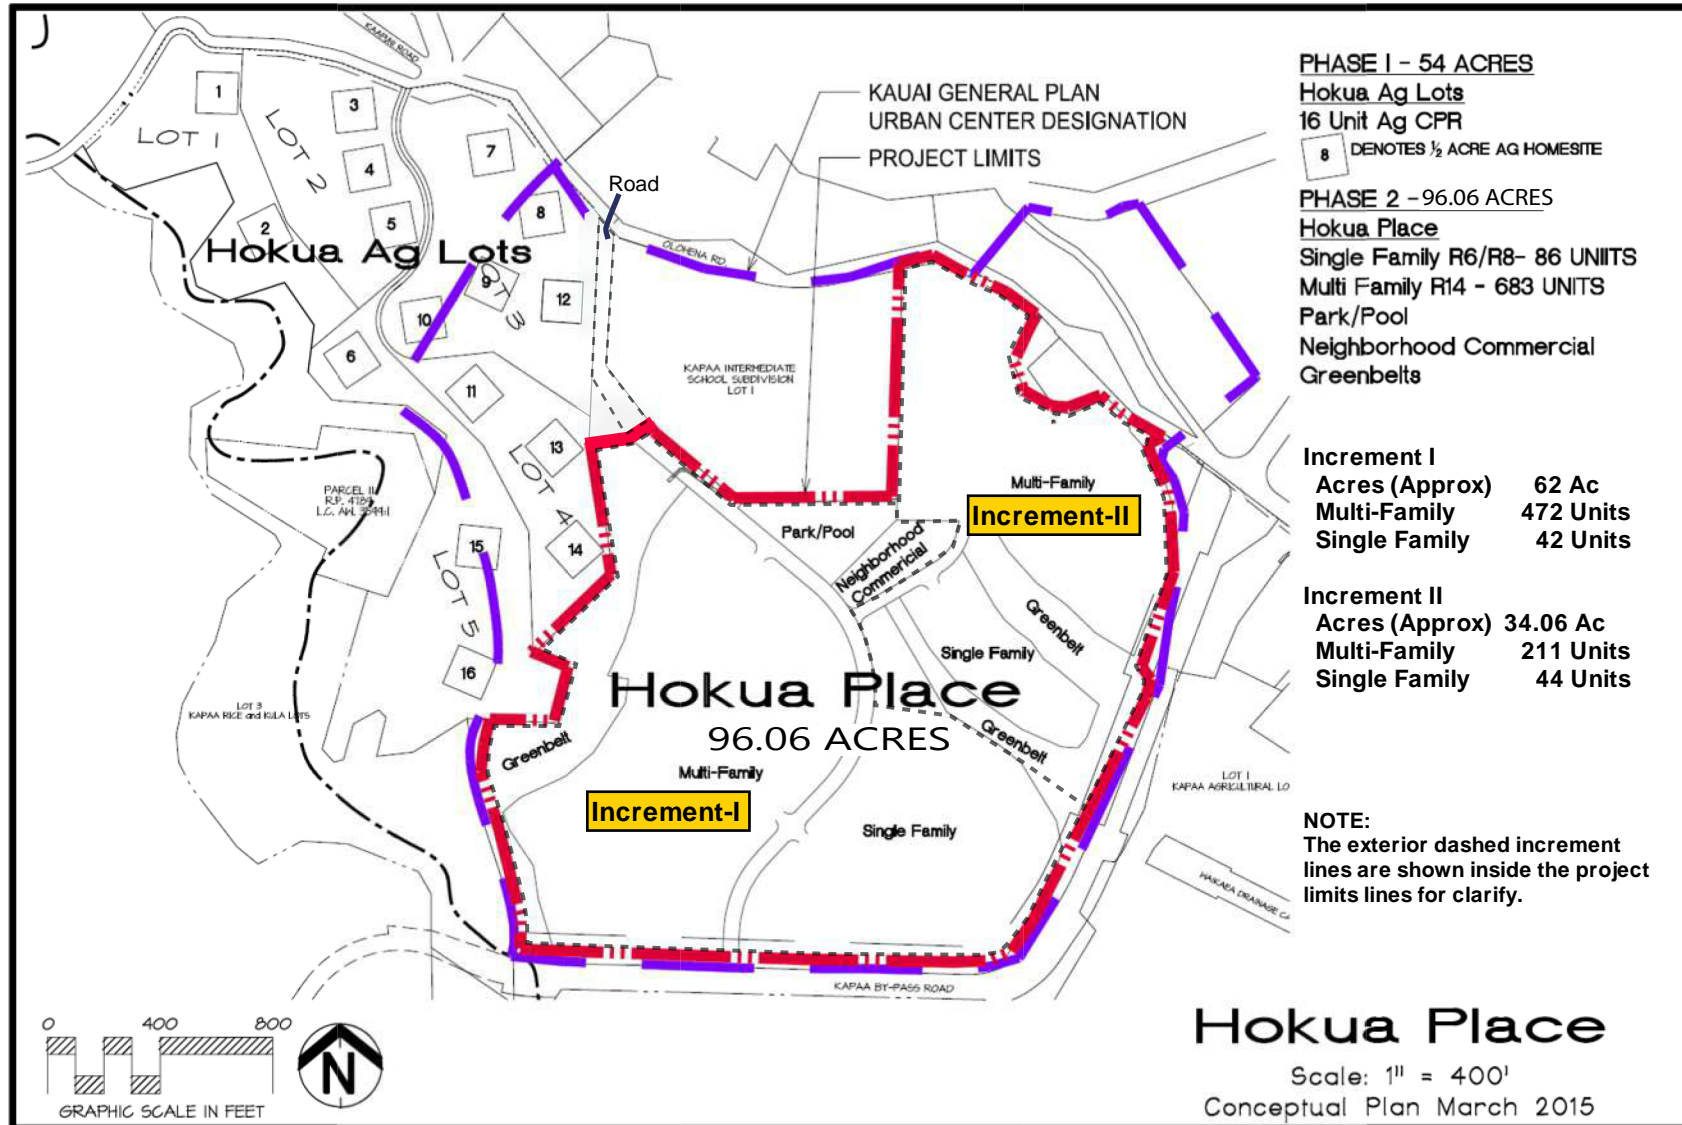 KAAPUNI ROAD
1
LOT 1
LOT 2
3
4
5
2
7
8
Hokua Ag Lots
LOT 3
9
10
12
6
11
13
LOT 4
14
15
LOT 5
16
Road
OLOHENA RD.
KAUAI GENERAL PLAN
URBAN CENTER DESIGNATION
PROJECT LIMITS
KAPAA INTERMEDIATE
SCHOOL SUBDIVISION
LOT 1
PARCEL II
R.P.
L.C. AW.
LOT 3
KAPAA RICE and KULA LOTS
Multi-Family
Increment-II
Park/Pool
Neighborhood
Commericial
Greenbelt
Single Family
Hokua Place
96.06 ACRES
Greenbelt
Greenbelt
Multi-Family
Increment-I
Single Family
LOT 1
KAPAA AGRICULTURAL LO
WAIKAEA DRAINAGE CA
KAPAA BY-PASS ROAD
PHASE I - 54 ACRES
Hokua Ag Lots
16 Unit Ag CPR
8 DENOTES ½ ACRE AG HOMESITE
PHASE 2 - 96.06 ACRES
Hokua Place
Single Family R6/R8- 86 UNIITS
Multi Family R14 - 683 UNITS
Park/Pool
Neighborhood Commercial
Greenbelts
Increment I
Acres (Approx) 62 Ac
Multi-Family 472 Units
Single Family 42 Units
Increment II
Acres (Approx) 34.06 Ac
Multi-Family 211 Units
Single Family 44 Units
NOTE:
The exterior dashed increment
lines are shown inside the project
limits lines for clarify.
0 400 800
GRAPHIC SCALE IN FEET
N
Hokua Place
Scale: 1" = 400'
Conceptual Plan March 2015